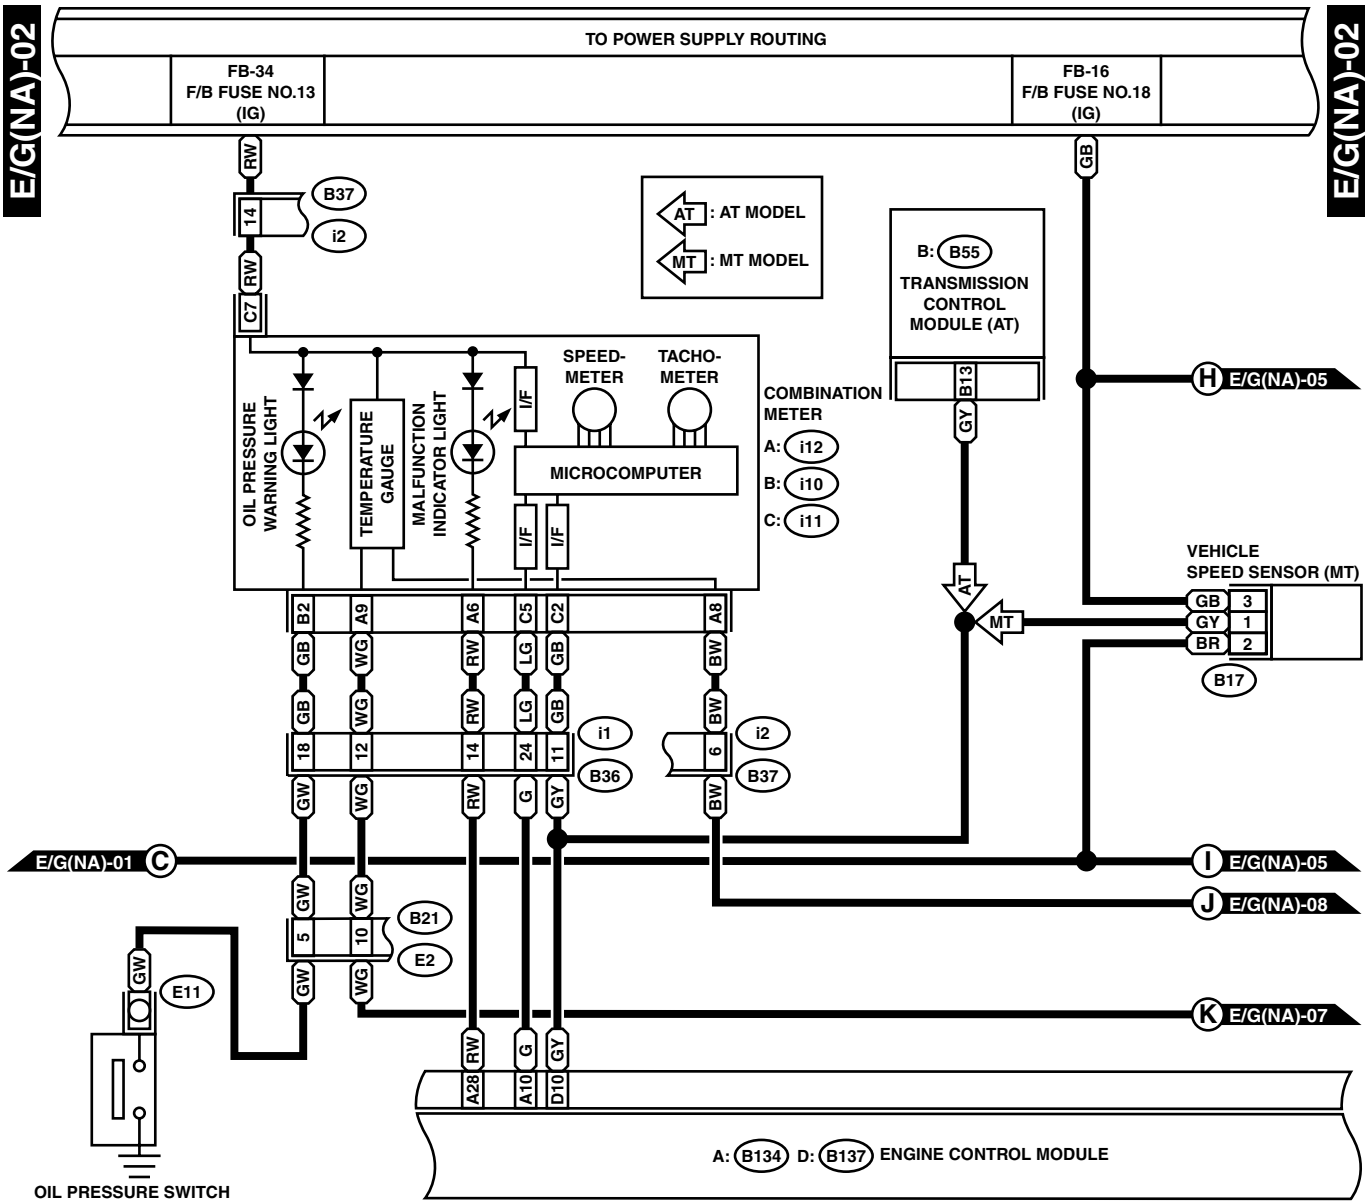 E/G(NA)-02
E/G(NA)-02
TO POWER SUPPLY ROUTING
FB-34
F/B FUSE NO.13
(IG)
FB-16
F/B FUSE NO.18
(IG)
RW
GB
14
B37
i2
RW
C7
AT : AT MODEL
MT : MT MODEL
B: B55
TRANSMISSION
CONTROL
MODULE (AT)
B13
GY
H E/G(NA)-05
OIL PRESSURE
WARNING LIGHT
TEMPERATURE
GAUGE
MALFUNCTION
INDICATOR LIGHT
I/F
SPEED-
METER
TACHO-
METER
MICROCOMPUTER
I/F
I/F
COMBINATION
METER
A: i12
B: i10
C: i11
AT
MT
VEHICLE
SPEED SENSOR (MT)
GB 3
GY 1
BR 2
B17
B2 A9 A6 C5 C2 A8
GB WG RW LG GB BW
GB WG RW LG GB BW
18 12 14 24 11
i1
B36
6
i2
B37
GW WG RW G GY BW
E/G(NA)-01 C
I E/G(NA)-05
J E/G(NA)-08
GW WG
5 10
B21
E2
GW WG
GW
E11
K E/G(NA)-07
RW G GY
A28 A10 D10
A: B134 D: B137 ENGINE CONTROL MODULE
OIL PRESSURE SWITCH